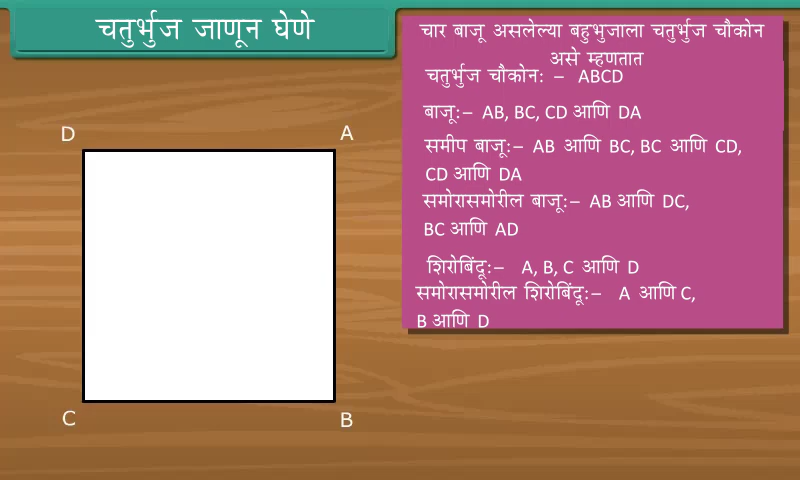 चतुर्भुज जाणून घेणे
चार बाजू असलेल्या बहुभुजाला चतुर्भुज चौकोन
असे म्हणतात
चतुर्भुज चौकोनः – ABCD
बाजूः– AB, BC, CD आणि DA
समीप बाजूः– AB आणि BC, BC आणि CD,
CD आणि DA
समोरासमोरील बाजूः– AB आणि DC,
BC आणि AD
शिरोबिंदूः– A, B, C आणि D
समोरासमोरील शिरोबिंदूः– A आणि C,
B आणि D
D
A
C
B